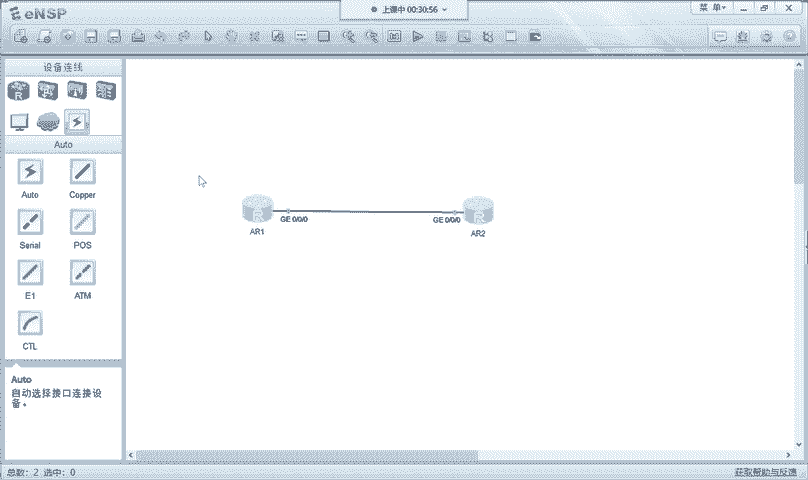 eNSP
上课中 00:30:56
菜 单
设备连线
Auto
Auto
Copper
Serial
POS
E1
ATM
CTL
Auto
自动选择接口连接设
备。
GE 0/0/0
GE 0/0/0
AR1
AR2
总数: 2 选中: 0
获取帮助与反馈